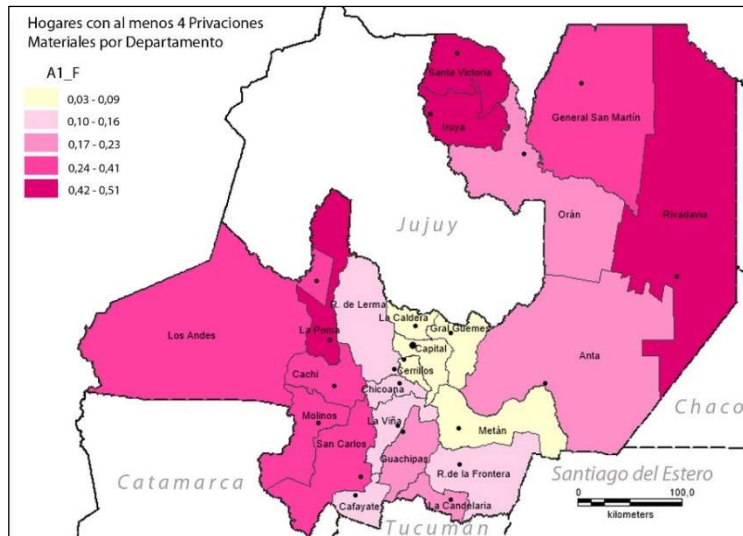 Hogares con al menos 4 Privaciones
Materiales por Departamento
A1_F
0,03 - 0,09
0,10 - 0,16
0,17 - 0,23
0,24 - 0,41
0,42 - 0,51
Santa Victoria
Iruya
General San Martín
Orán
Rivadavia
Jujuy
R. de Lerma
La Caldera
Gral Guemes
Los Andes
La Poma
Capital
Anta
Cerrillos
Cachi
Chicoana
Chaco
Molinos
La Viña
Metán
San Carlos
Guachipas
R.de la Frontera
Catamarca
Santiago del Estero
Cafayate
La Candelaria
Tucumán
0
100,0
kilometers